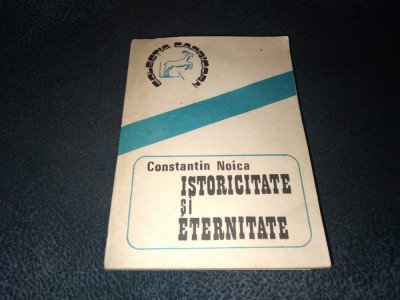 COLECȚIA CAPRICORN
Constantin Noica
ISTORICITATE
ȘI
ETERNITATE